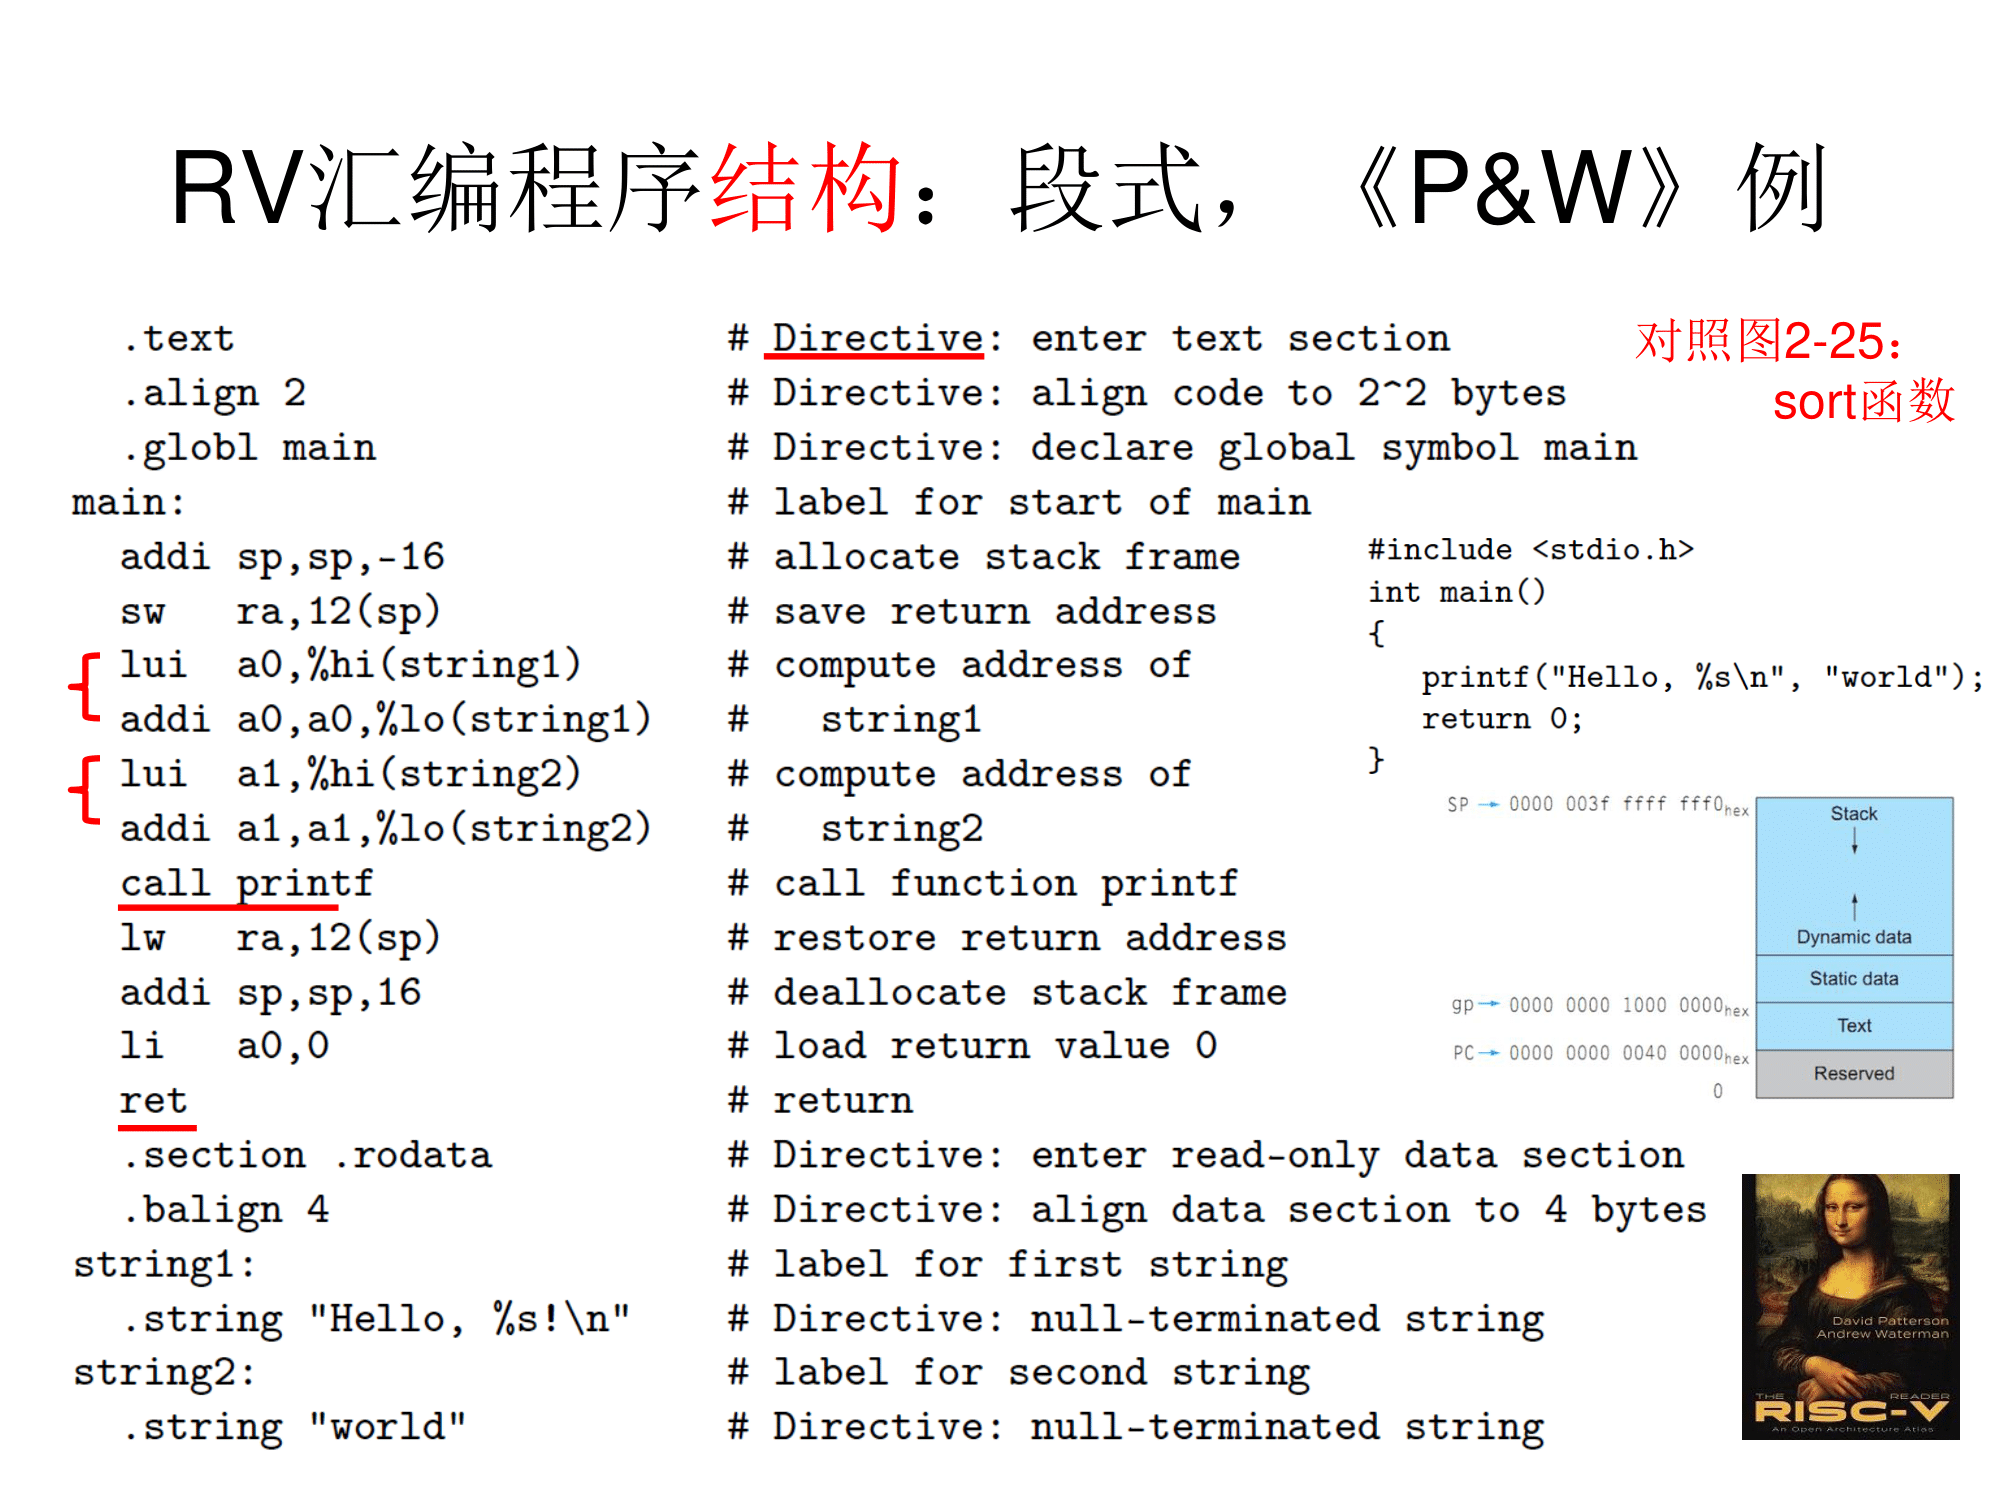 RV汇编程序结构：段式，《P&W》例
.text # Directive: enter text section
.align 2 # Directive: align code to 2^2 bytes
.globl main # Directive: declare global symbol main
main: # label for start of main
addi sp,sp,-16 # allocate stack frame
sw ra,12(sp) # save return address
lui a0,%hi(string1) # compute address of
addi a0,a0,%lo(string1) # string1
lui a1,%hi(string2) # compute address of
addi a1,a1,%lo(string2) # string2
call printf # call function printf
lw ra,12(sp) # restore return address
addi sp,sp,16 # deallocate stack frame
li a0,0 # load return value 0
ret # return
.section .rodata # Directive: enter read-only data section
.balign 4 # Directive: align data section to 4 bytes
string1: # label for first string
.string "Hello, %s!\n" # Directive: null-terminated string
string2: # label for second string
.string "world" # Directive: null-terminated string
对照图2-25：
sort函数
#include <stdio.h>
int main()
{
printf("Hello, %s\n", "world");
return 0;
}
SP → 0000 003f ffff fff0hex
Stack
Dynamic data
Static data
gp → 0000 0000 1000 0000hex
Text
PC → 0000 0000 0040 0000hex
Reserved
0
David Patterson
Andrew Waterman
THE READER
RISC-V
An Open Architecture Atlas